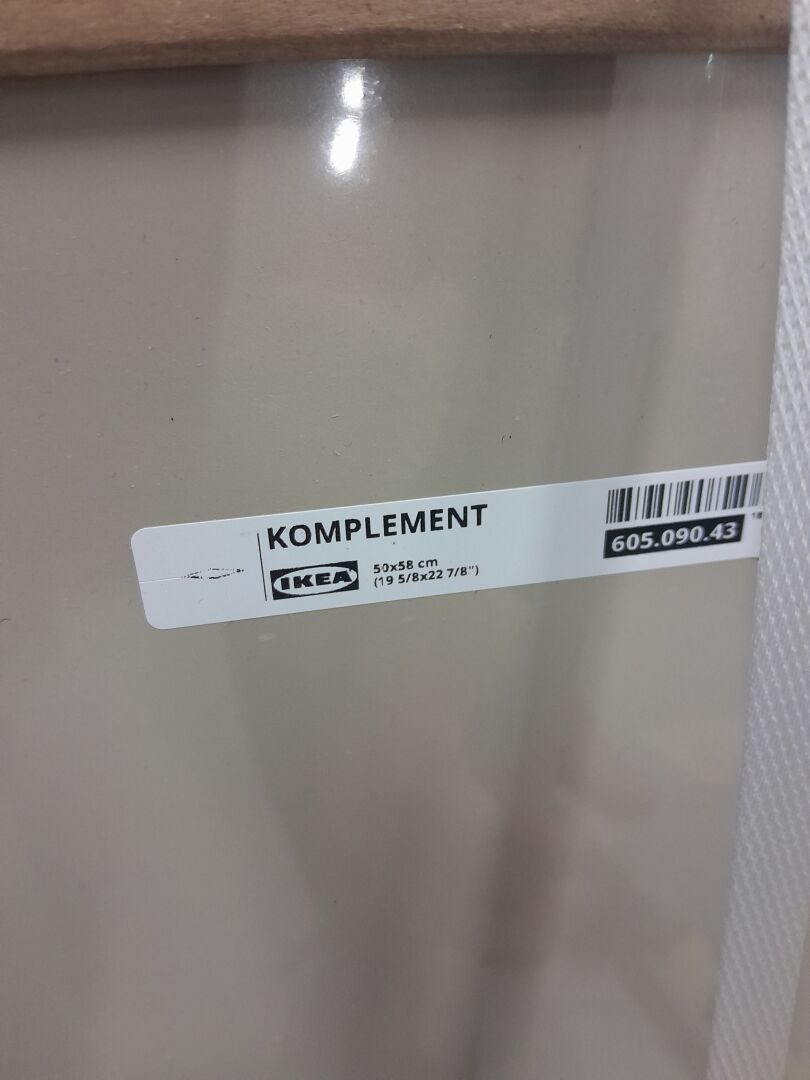 KOMPLEMENT
IKEA
50x58 cm
(19 5/8x22 7/8")
605.090.43